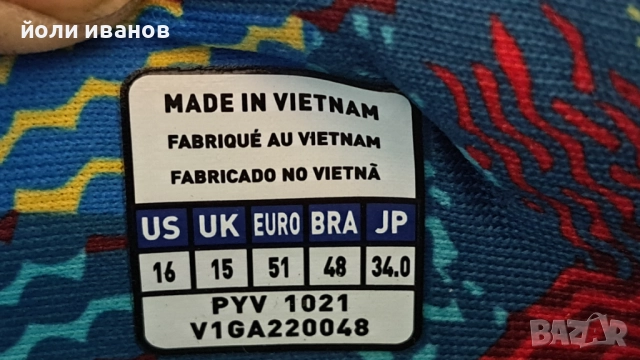 йоли иванов
MADE IN VIETNAM
FABRIQUÉ AU VIETNAM
FABRICADO NO VIETNÃ
US UK EURO BRA JP
16 15 51 48 34.0
PYV 1021
V1GA220048
BAZAR